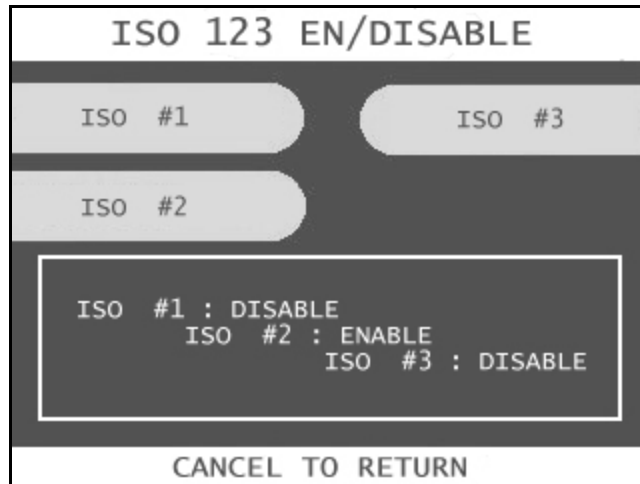 ISO 123 EN/DISABLE
ISO #1
ISO #3
ISO #2
ISO #1 : DISABLE
ISO #2 : ENABLE
ISO #3 : DISABLE
CANCEL TO RETURN